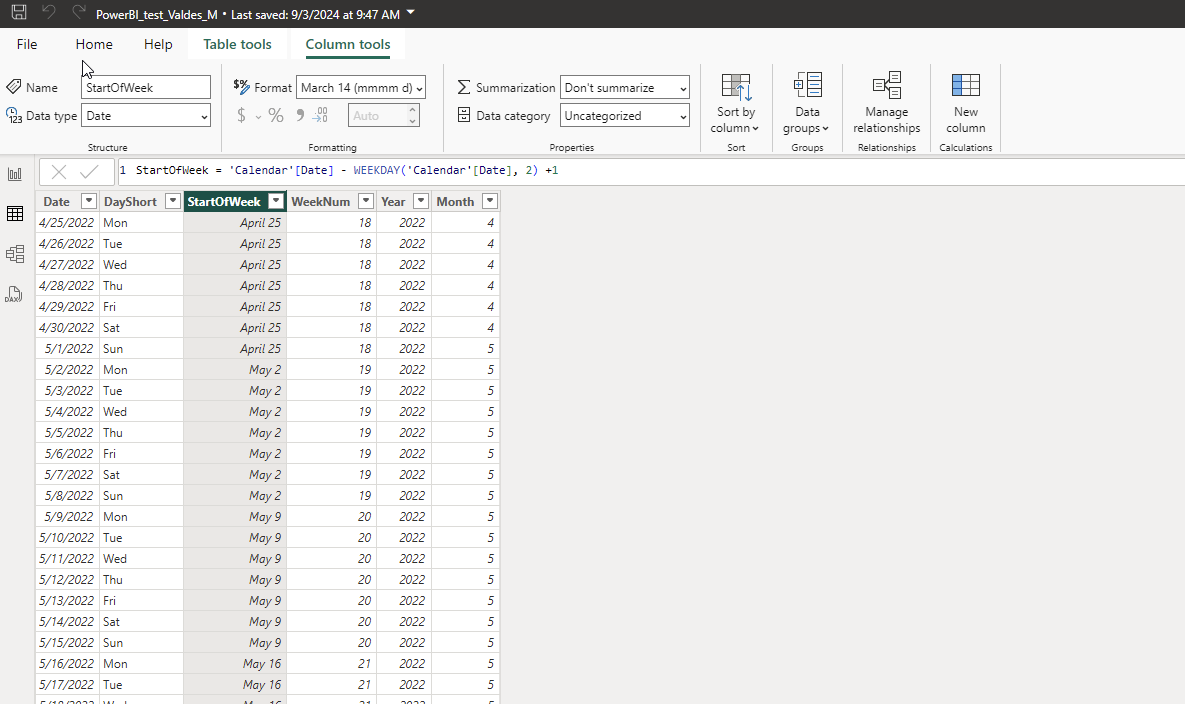 PowerBI_test_Valdes_M • Last saved: 9/3/2024 at 9:47 AM
File Home Help Table tools Column tools
Name StartOfWeek $% Format March 14 (mmmm d) Summarization Don't summarize
123 Data type Date $ % 9 .00 Auto Data category Uncategorized
Sort by column Data groups Manage relationships New column
Structure Formatting Properties Sort Groups Relationships Calculations
1 StartOfWeek = 'Calendar'[Date] - WEEKDAY('Calendar'[Date], 2) +1
Date DayShort StartOfWeek WeekNum Year Month
4/25/2022 Mon April 25 18 2022 4
4/26/2022 Tue April 25 18 2022 4
4/27/2022 Wed April 25 18 2022 4
4/28/2022 Thu April 25 18 2022 4
4/29/2022 Fri April 25 18 2022 4
4/30/2022 Sat April 25 18 2022 4
5/1/2022 Sun April 25 18 2022 5
5/2/2022 Mon May 2 19 2022 5
5/3/2022 Tue May 2 19 2022 5
5/4/2022 Wed May 2 19 2022 5
5/5/2022 Thu May 2 19 2022 5
5/6/2022 Fri May 2 19 2022 5
5/7/2022 Sat May 2 19 2022 5
5/8/2022 Sun May 2 19 2022 5
5/9/2022 Mon May 9 20 2022 5
5/10/2022 Tue May 9 20 2022 5
5/11/2022 Wed May 9 20 2022 5
5/12/2022 Thu May 9 20 2022 5
5/13/2022 Fri May 9 20 2022 5
5/14/2022 Sat May 9 20 2022 5
5/15/2022 Sun May 9 20 2022 5
5/16/2022 Mon May 16 21 2022 5
5/17/2022 Tue May 16 21 2022 5
DAX